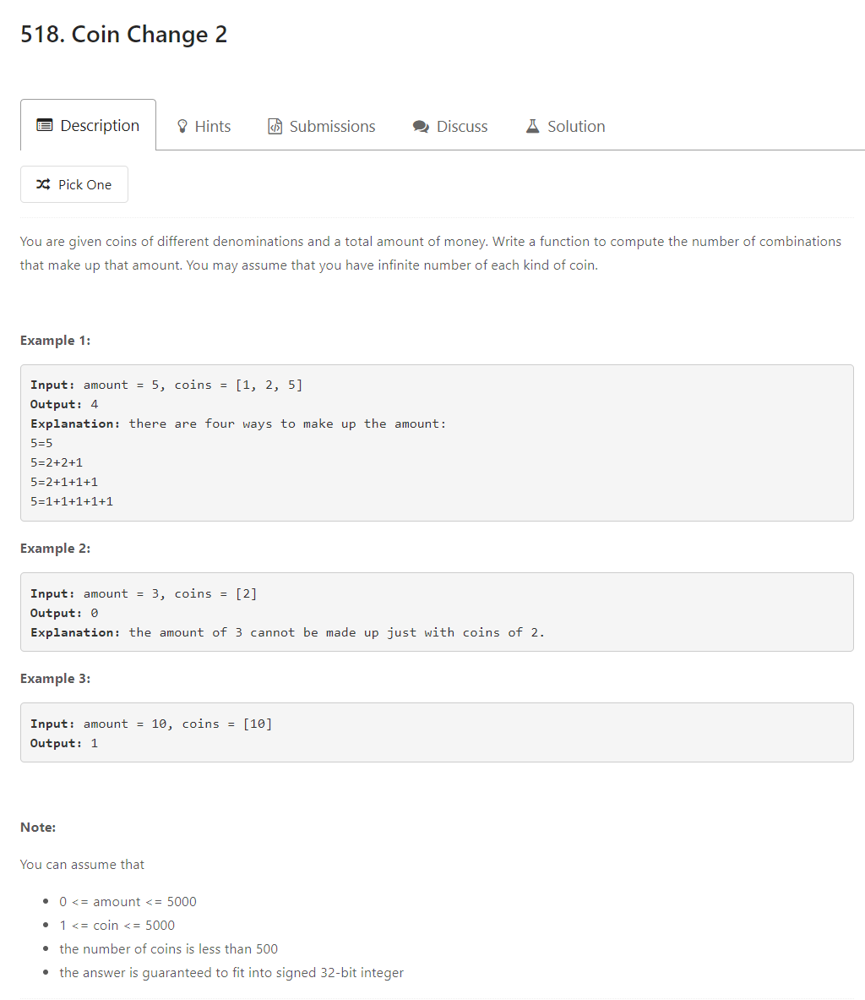 518. Coin Change 2
Description
Hints
Submissions
Discuss
Solution
Pick One
You are given coins of different denominations and a total amount of money. Write a function to compute the number of combinations
that make up that amount. You may assume that you have infinite number of each kind of coin.
Example 1:
Input: amount = 5, coins = [1, 2, 5]
Output: 4
Explanation: there are four ways to make up the amount:
5=5
5=2+2+1
5=2+1+1+1
5=1+1+1+1+1
Example 2:
Input: amount = 3, coins = [2]
Output: 0
Explanation: the amount of 3 cannot be made up just with coins of 2.
Example 3:
Input: amount = 10, coins = [10]
Output: 1
Note:
You can assume that
• 0 <= amount <= 5000
• 1 <= coin <= 5000
• the number of coins is less than 500
• the answer is guaranteed to fit into signed 32-bit integer